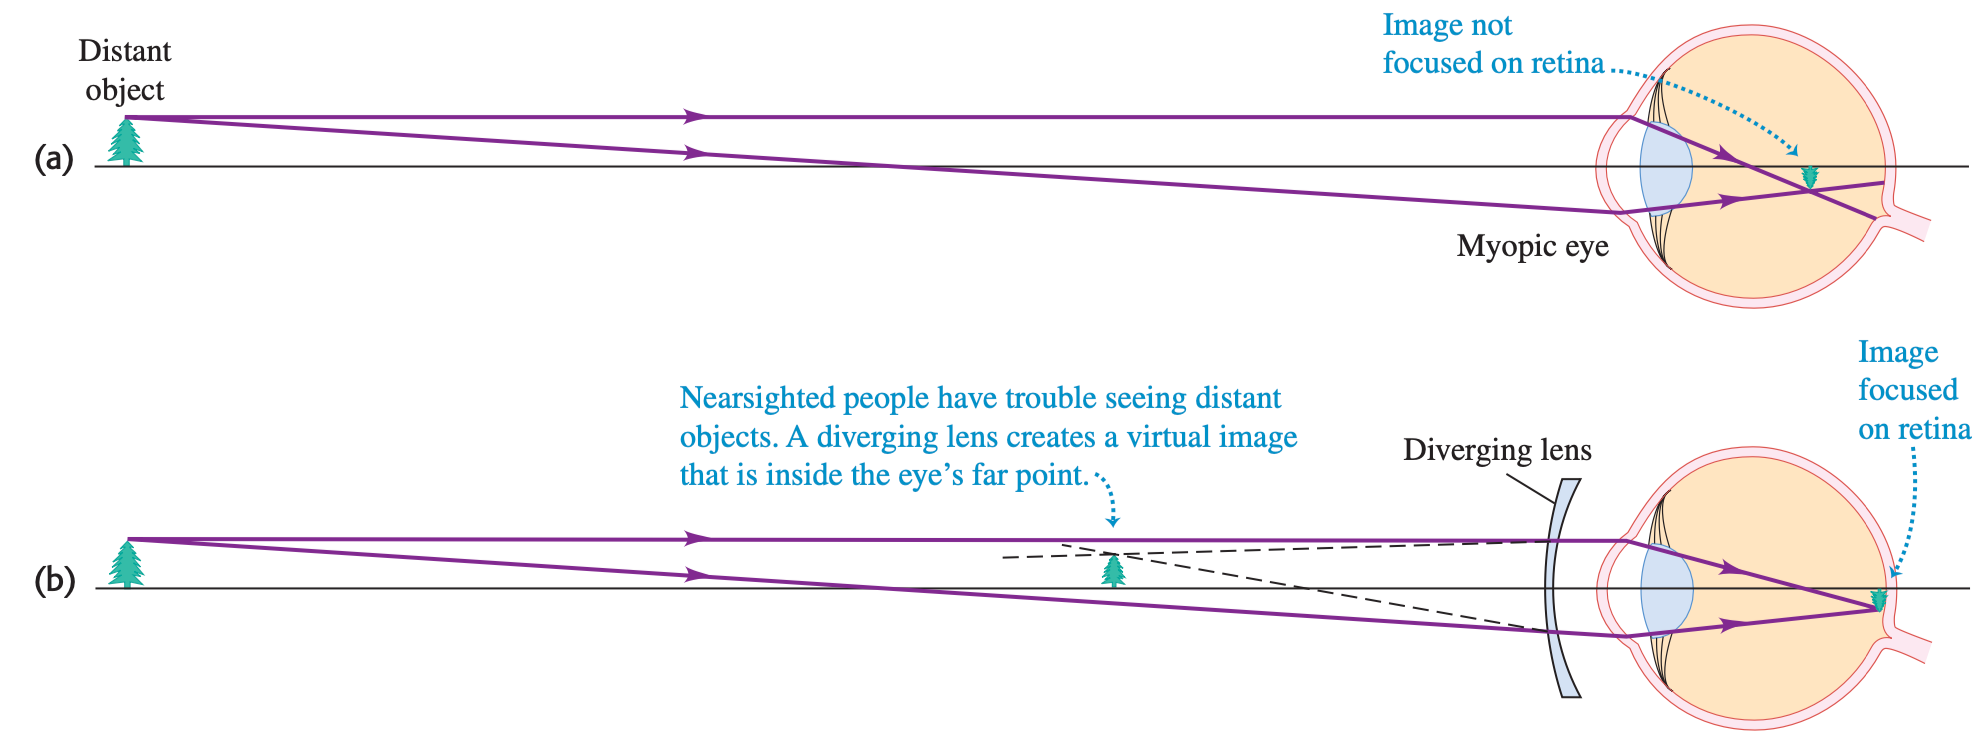 Distant
object
Image not
focused on retina
(a)
Myopic eye
Image
focused
on retina
Nearsighted people have trouble seeing distant
objects. A diverging lens creates a virtual image
that is inside the eye’s far point.
Diverging lens
(b)